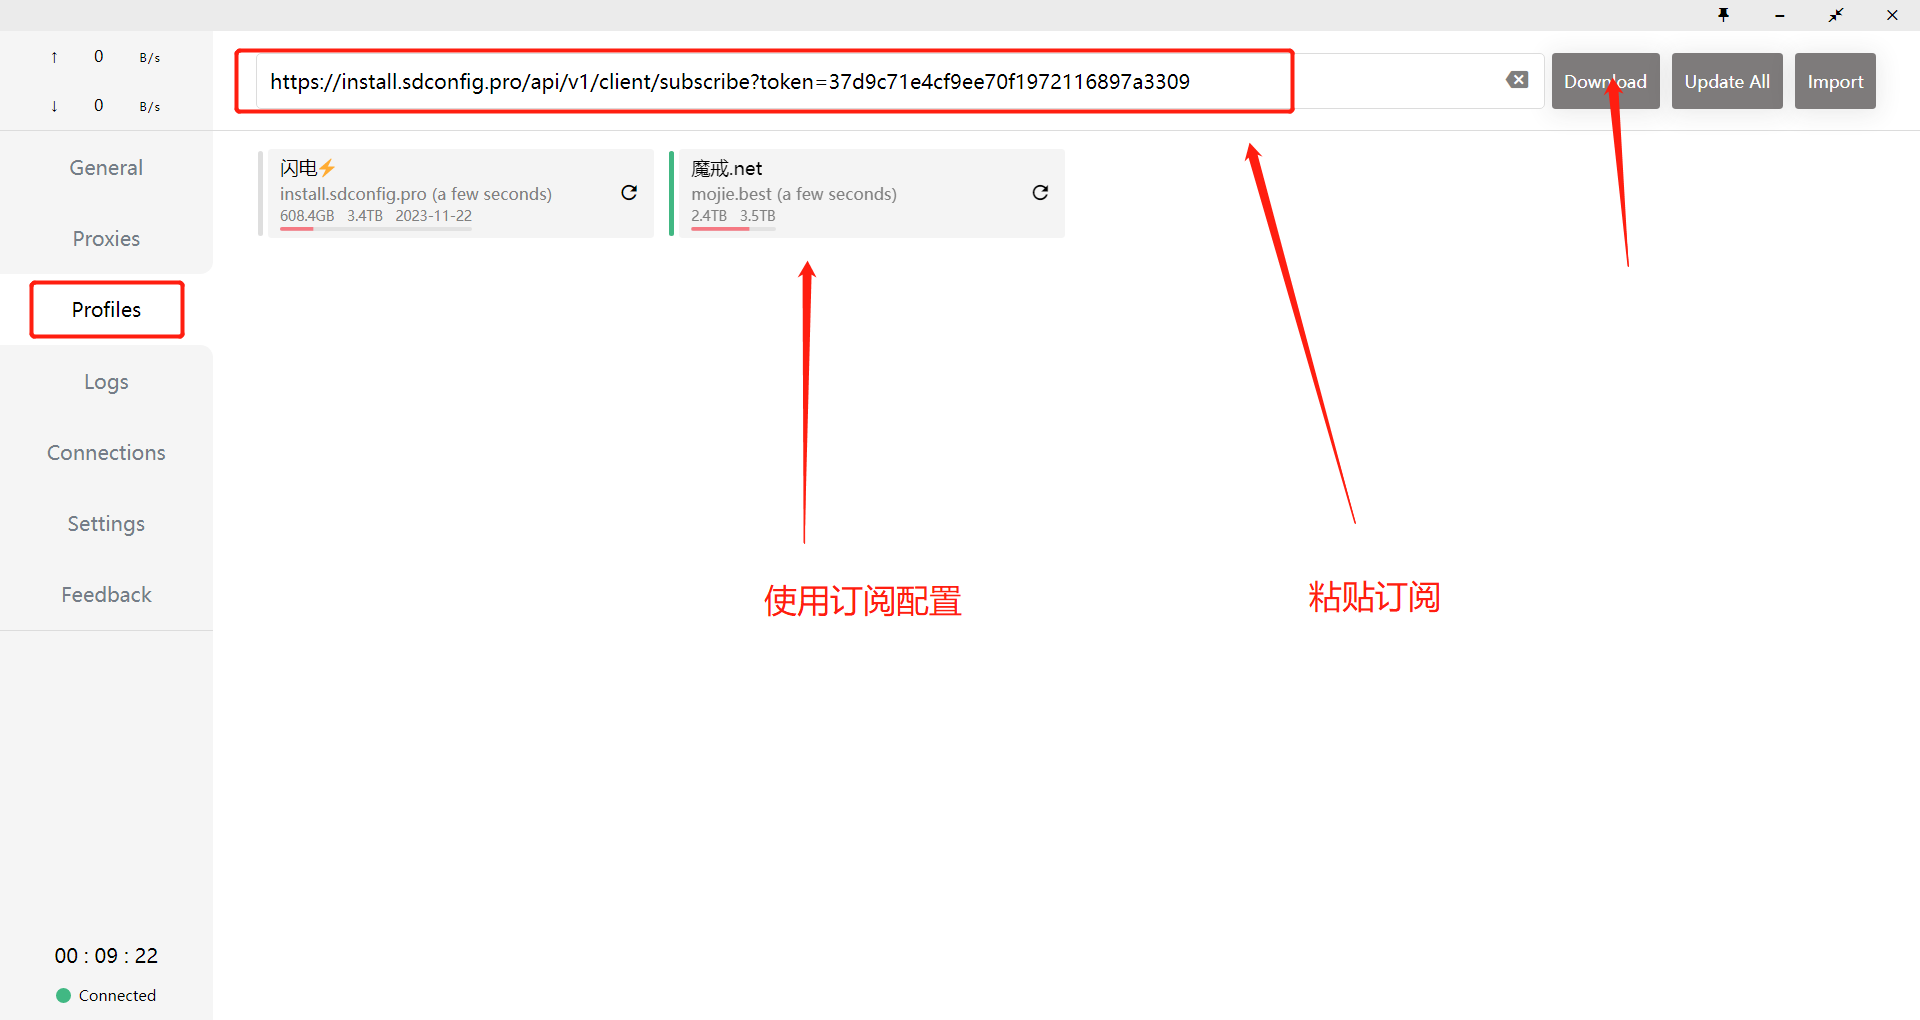 ↑ 0 B/s
↓ 0 B/s
https://install.sdconfig.pro/api/v1/client/subscribe?token=37d9c71e4cf9ee70f1972116897a3309
Download
Update All
Import
General
Proxies
Profiles
Logs
Connections
Settings
Feedback
闪电⚡
install.sdconfig.pro (a few seconds)
608.4GB 3.4TB 2023-11-22
魔戒.net
mojie.best (a few seconds)
2.4TB 3.5TB
使用订阅配置
粘贴订阅
00 : 09 : 22
Connected